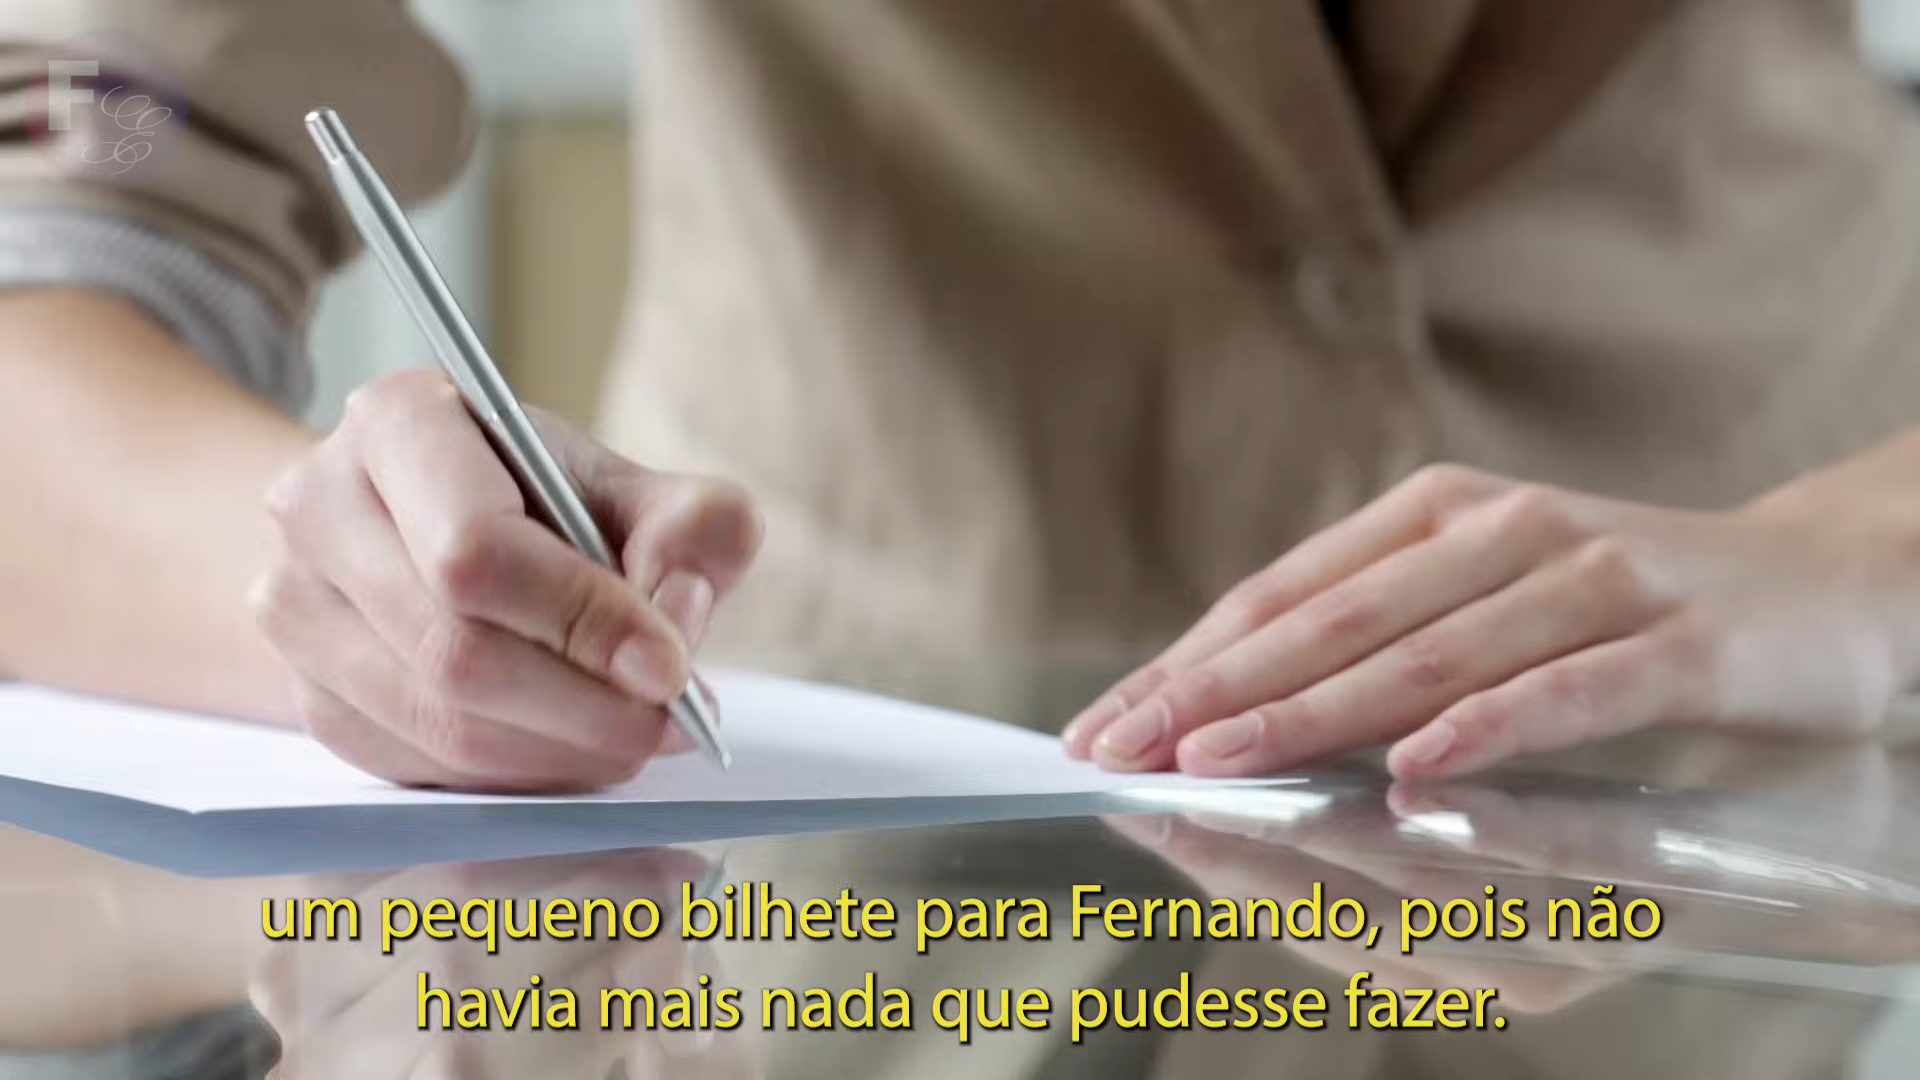 F
um pequeno bilhete para Fernando, pois não
havia mais nada que pudesse fazer.